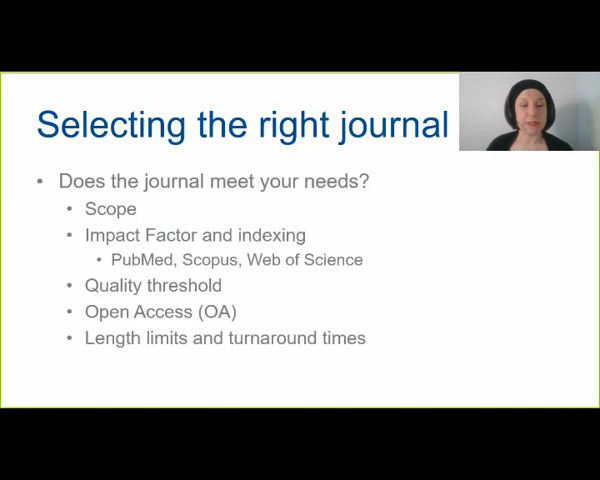 Selecting the right journal
• Does the journal meet your needs?
• Scope
• Impact Factor and indexing
• PubMed, Scopus, Web of Science
• Quality threshold
• Open Access (OA)
• Length limits and turnaround times